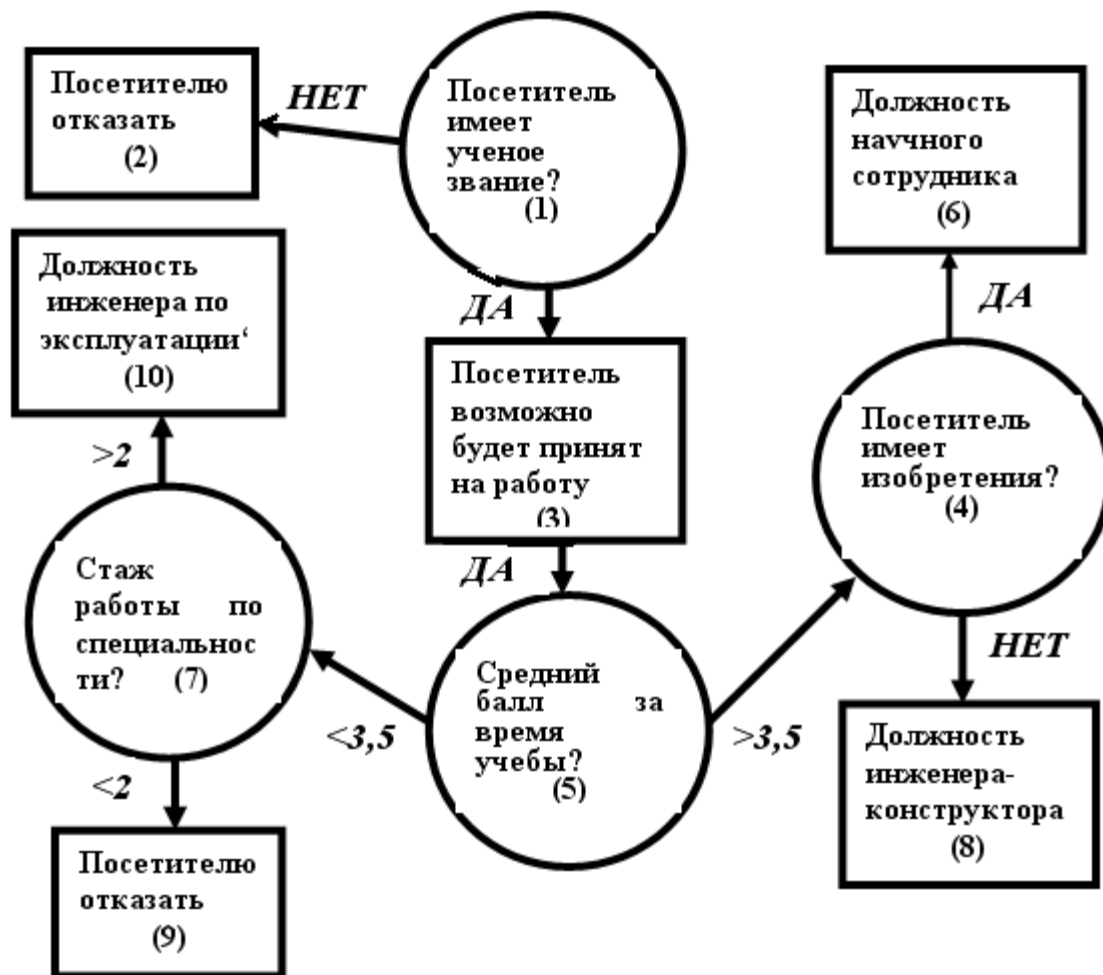 Посетителю
отказать
(2)
НЕТ
Посетитель
имеет
ученое
звание?
(1)
Должность
научного
сотрудника
(6)
Должность
инженера по
эксплуатации‘
(10)
ДА
ДА
Посетитель
возможно
будет принят
на работу
(3)
Посетитель
имеет
изобретения?
(4)
>2
ДА
Стаж
работы по
специальнос
ти? (7)
НЕТ
Средний
балл за
время
учебы?
(5)
<3,5
>3,5
Должность
инженера-
конструктора
(8)
<2
Посетителю
отказать
(9)